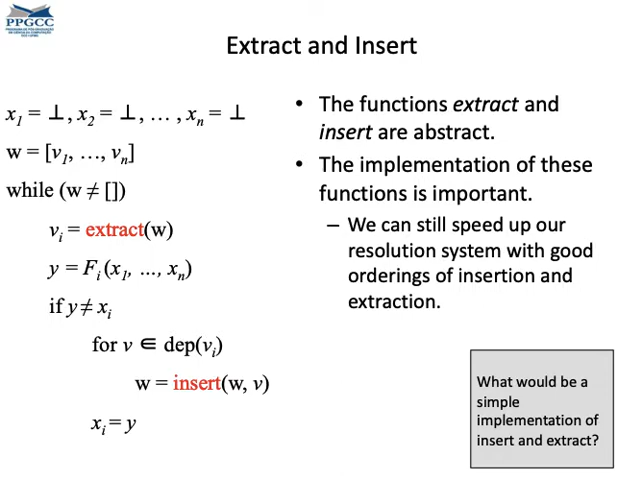 PPGCC
Extract and Insert
x1 = ⊥, x2 = ⊥, … , xn = ⊥
w = [v1, …, vn]
while (w ≠ [])
vi = extract(w)
y = Fi (x1, ..., xn)
if y ≠ xi
for v ∈ dep(vi)
w = insert(w, v)
xi = y
• The functions extract and
insert are abstract.
• The implementation of these
functions is important.
– We can still speed up our
resolution system with good
orderings of insertion and
extraction.
What would be a
simple
implementation of
insert and extract?